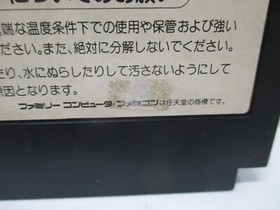 端な温度条件下での使用や保管および強い
ださい。また、絶対に分解しないでください。
たり、水にぬらしたりして汚さないようにして
原因となります。
ファミリーコンピュータ・ファミコンは任天堂の商標です。